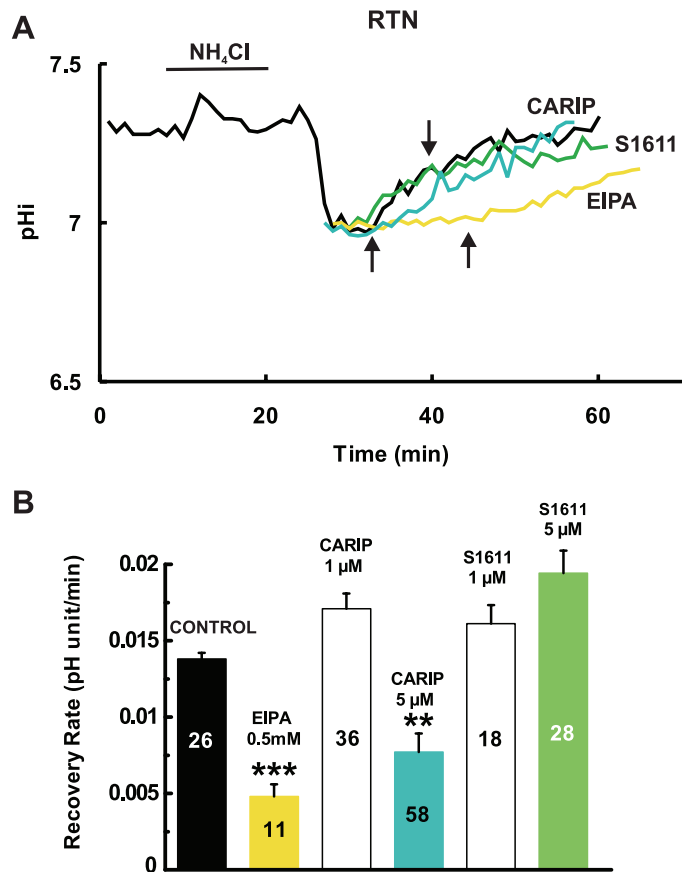 A
RTN
NH₄Cl
7.5
7
6.5
pHi
CARIP
S1611
EIPA
0
20
40
60
Time (min)
B
Recovery Rate (pH unit/min)
0.02
0.015
0.01
0.005
0
CONTROL
26
EIPA
0.5mM
***
11
CARIP
1 µM
36
CARIP
5 µM
**
58
S1611
1 µM
18
S1611
5 µM
28